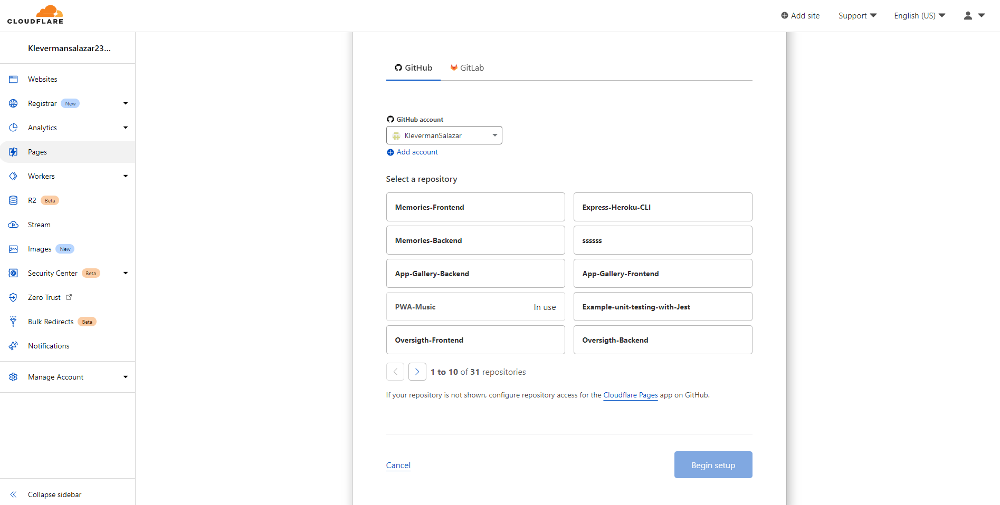 CLOUDFLARE
Add site
Support
English (US)
Klevermansalazar23...
Websites
Registrar New
Analytics
Pages
Workers
R2 Beta
Stream
Images New
Security Center Beta
Zero Trust
Bulk Redirects Beta
Notifications
Manage Account
Collapse sidebar
GitHub
GitLab
GitHub account
KlevermanSalazar
Add account
Select a repository
Memories-Frontend
Express-Heroku-CLI
Memories-Backend
ssssss
App-Gallery-Backend
App-Gallery-Frontend
PWA-Music In use
Example-unit-testing-with-Jest
Oversigth-Frontend
Oversigth-Backend
1 to 10 of 31 repositories
If your repository is not shown, configure repository access for the Cloudflare Pages app on GitHub.
Cancel
Begin setup